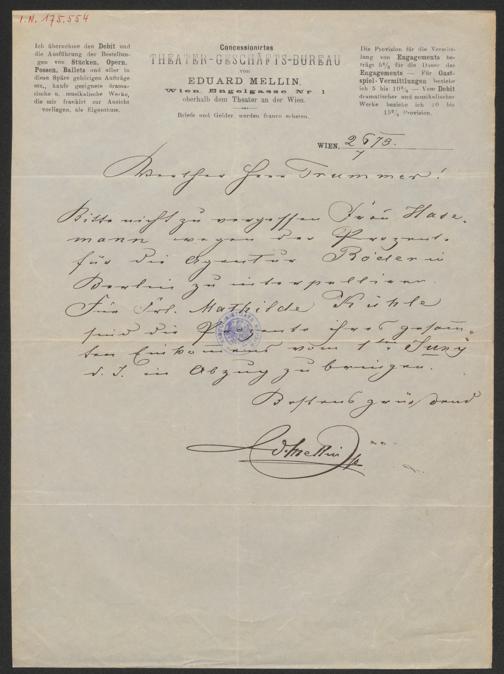 I.N. 175.554
Ich übernehme den Debit und
die Ausführung der Bestellun-
gen von Stücken, Opern,
Possen, Ballets und aller in
diese Späre gehörigen Aufträge
etc., kaufe geeignete drama-
tische u. musikalische Werke,
die mir frankirt zur Ansicht
vorliegen, als Eigenthum.
Concessionirtes
THEATER-GESCHÄFTS-BUREAU
von
EDUARD MELLIN,
Wien, Engelgasse Nr 1
oberhalb dem Theater an der Wien.
Briefe und Gelder, werden franco erbeten.
Die Provision für die Vermitt-
lung von Engagements be-
trägt 5% für die Dauer des
Engagements — Für Gast-
spiel-Vermittlungen beziehe
ich 5 bis 10% — Vom Debit
dramatischer und musikalischer
Werke beziehe ich 10 bis
15% Provision.
WIEN, 73.
Werther Herr Trummer!
Bitte nicht zu vergessen Frau Hase-
mann wegen der Prozent.
für die Agentur Röder in
Berlin zu interpelliren.
Für Frl. Mathilde Kühle
sind die Prozente ihres gesamm-
ten Einkomens vom 1ten Juny
d. J. in Abzug zu bringen.
Bestens grüßend
Ed. Mellin